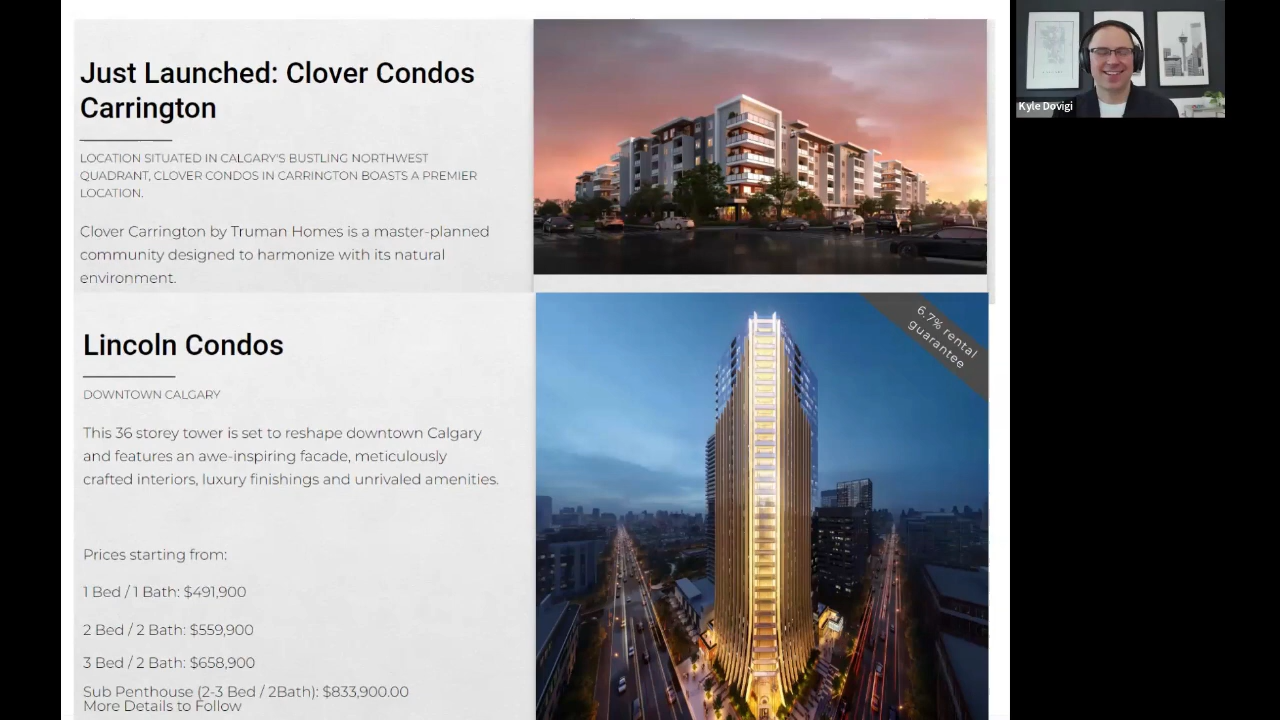 Just Launched: Clover Condos
Carrington
LOCATION SITUATED IN CALGARY'S BUSTLING NORTHWEST
QUADRANT, CLOVER CONDOS IN CARRINGTON BOASTS A PREMIER
LOCATION.
Clover Carrington by Truman Homes is a master-planned
community designed to harmonize with its natural
environment.
Kyle Dovigi
Lincoln Condos
DOWNTOWN CALGARY
This 36 storey tower is set to reshape downtown Calgary
and features an awe-inspiring facade, meticulously
crafted interiors, luxury finishings and unrivaled amenities.
Prices starting from:
1 Bed / 1 Bath: $491,900
2 Bed / 2 Bath: $559,900
3 Bed / 2 Bath: $658,900
Sub Penthouse (2-3 Bed / 2Bath): $833,900.00
More Details to Follow
6.7% rental
guarantee